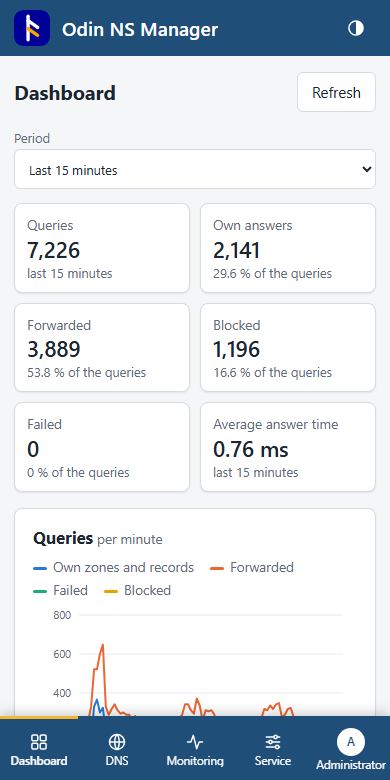 Odin NS Manager
Dashboard
Refresh
Period
Last 15 minutes
Queries
7,226
last 15 minutes
Own answers
2,141
29.6 % of the queries
Forwarded
3,889
53.8 % of the queries
Blocked
1,196
16.6 % of the queries
Failed
0
0 % of the queries
Average answer time
0.76 ms
last 15 minutes
Queries per minute
Own zones and records
Forwarded
Failed
Blocked
800
600
400
Dashboard
DNS
Monitoring
Service
A
Administrator